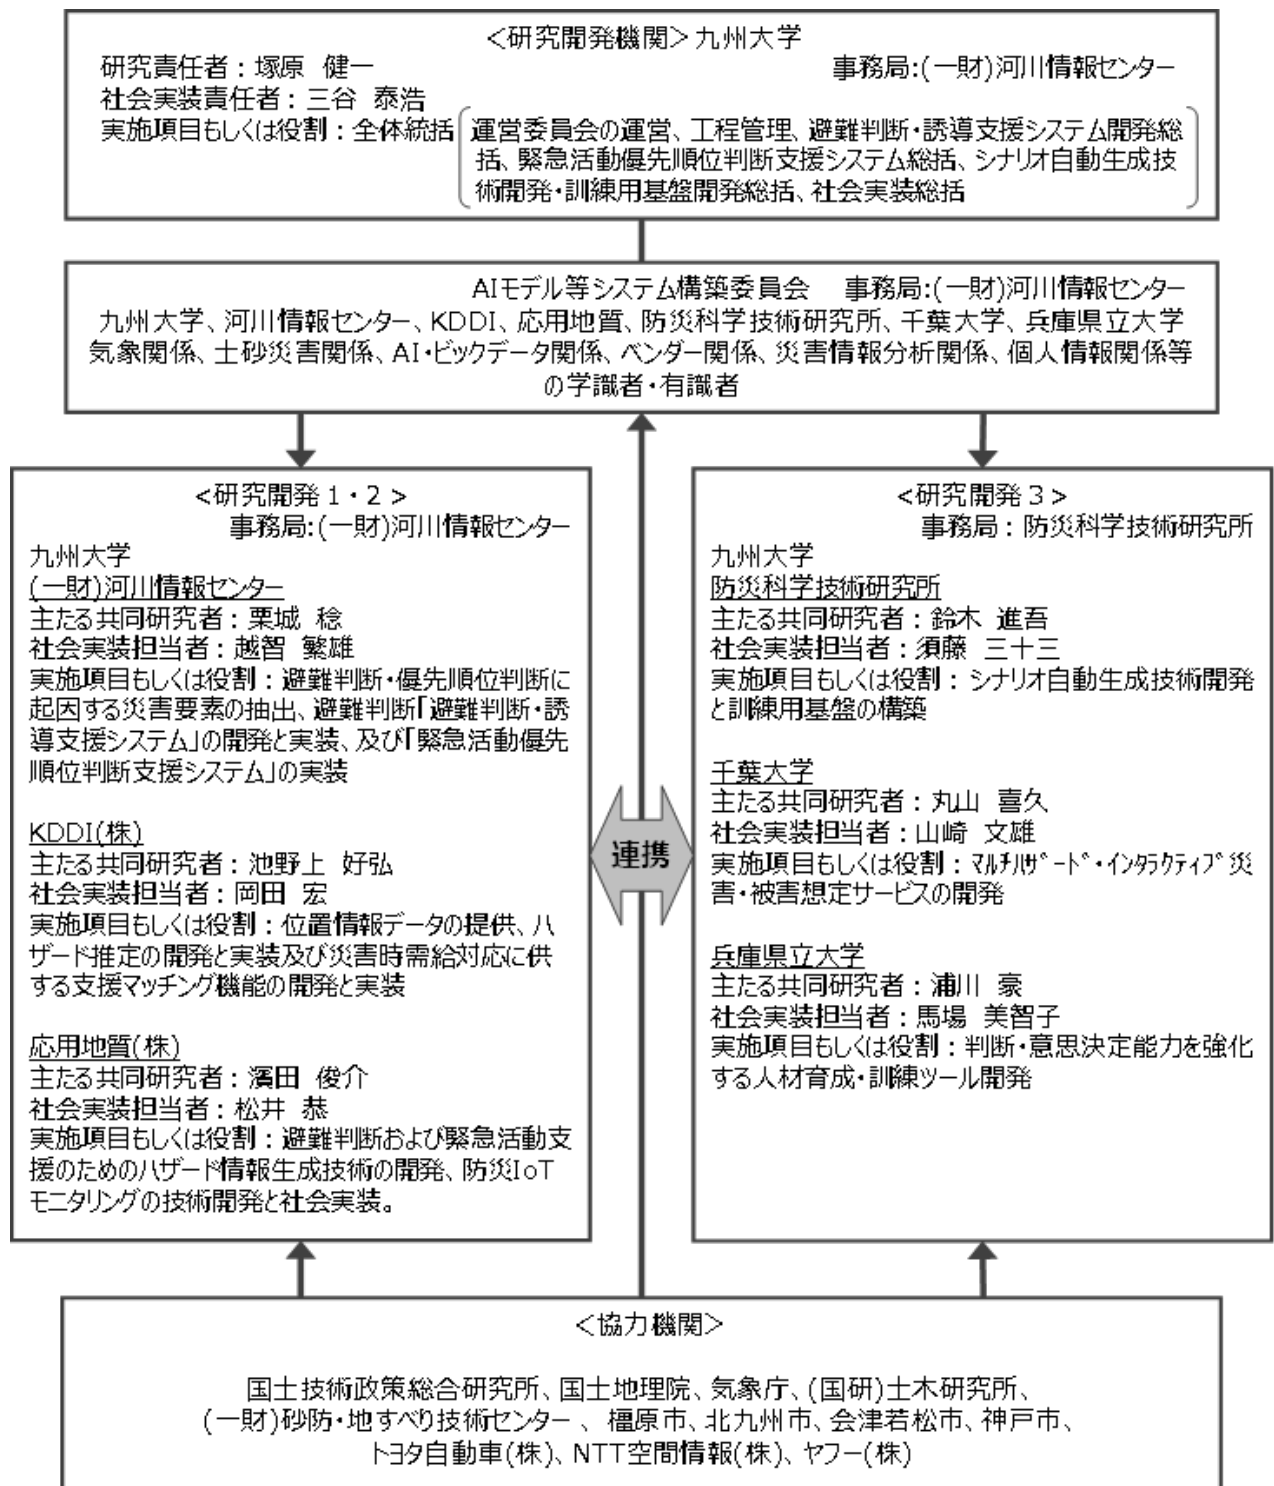 ＜研究開発機関＞九州大学
研究責任者：塚原 健一 事務局:(一財)河川情報センター
社会実装責任者：三谷 泰浩
実施項目もしくは役割：全体統括 運営委員会の運営、工程管理、避難判断・誘導支援システム開発総
括、緊急活動優先順位判断支援システム総括、シナリオ自動生成技
術開発・訓練用基盤開発総括、社会実装総括
AIモデル等システム構築委員会 事務局:(一財)河川情報センター
九州大学、河川情報センター、KDDI、応用地質、防災科学技術研究所、千葉大学、兵庫県立大学
気象関係、土砂災害関係、AI・ビックデータ関係、ベンダー関係、災害情報分析関係、個人情報関係等
の学識者・有識者
<研究開発１・２>
事務局:(一財)河川情報センター
九州大学
(一財)河川情報センター
主たる共同研究者：栗城 稔
社会実装担当者：越智 繁雄
実施項目もしくは役割：避難判断・優先順位判断に
起因する災害要素の抽出、避難判断「避難判断・誘
導支援システム」の開発と実装、及び「緊急活動優先
順位判断支援システム」の実装
KDDI(株)
主たる共同研究者：池野上 好弘
社会実装担当者：岡田 宏
実施項目もしくは役割：位置情報データの提供、ハ
ザード推定の開発と実装及び災害時需給対応に供
する支援マッチング機能の開発と実装
応用地質(株)
主たる共同研究者：濱田 俊介
社会実装担当者：松井 恭
実施項目もしくは役割：避難判断および緊急活動支
援のためのハザード情報生成技術の開発、防災IoT
モニタリングの技術開発と社会実装。
連携
<研究開発３>
事務局：防災科学技術研究所
九州大学
防災科学技術研究所
主たる共同研究者：鈴木 進吾
社会実装担当者：須藤 三十三
実施項目もしくは役割：シナリオ自動生成技術開発
と訓練用基盤の構築
千葉大学
主たる共同研究者：丸山 喜久
社会実装担当者：山崎 文雄
実施項目もしくは役割：ﾏﾙﾁﾊｻﾞｰﾄﾞ・ｲﾝﾀﾗｸﾃｨﾌﾞ災
害・被害想定サービスの開発
兵庫県立大学
主たる共同研究者：浦川 豪
社会実装担当者：馬場 美智子
実施項目もしくは役割：判断・意思決定能力を強化
する人材育成・訓練ツール開発
＜協力機関＞
国土技術政策総合研究所、国土地理院、気象庁、(国研)土木研究所、
(一財)砂防・地すべり技術センター 、 橿原市、北九州市、会津若松市、神戸市、
トヨタ自動車(株)、NTT空間情報(株)、ヤフー(株)